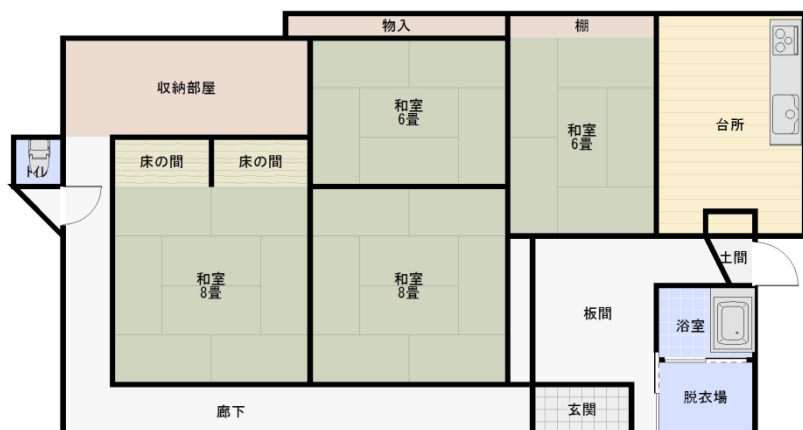 物入
棚
収納部屋
和室
6畳
和室
6畳
台所
トイレ
床の間
床の間
土間
和室
8畳
和室
8畳
板間
浴室
脱衣場
廊下
玄関